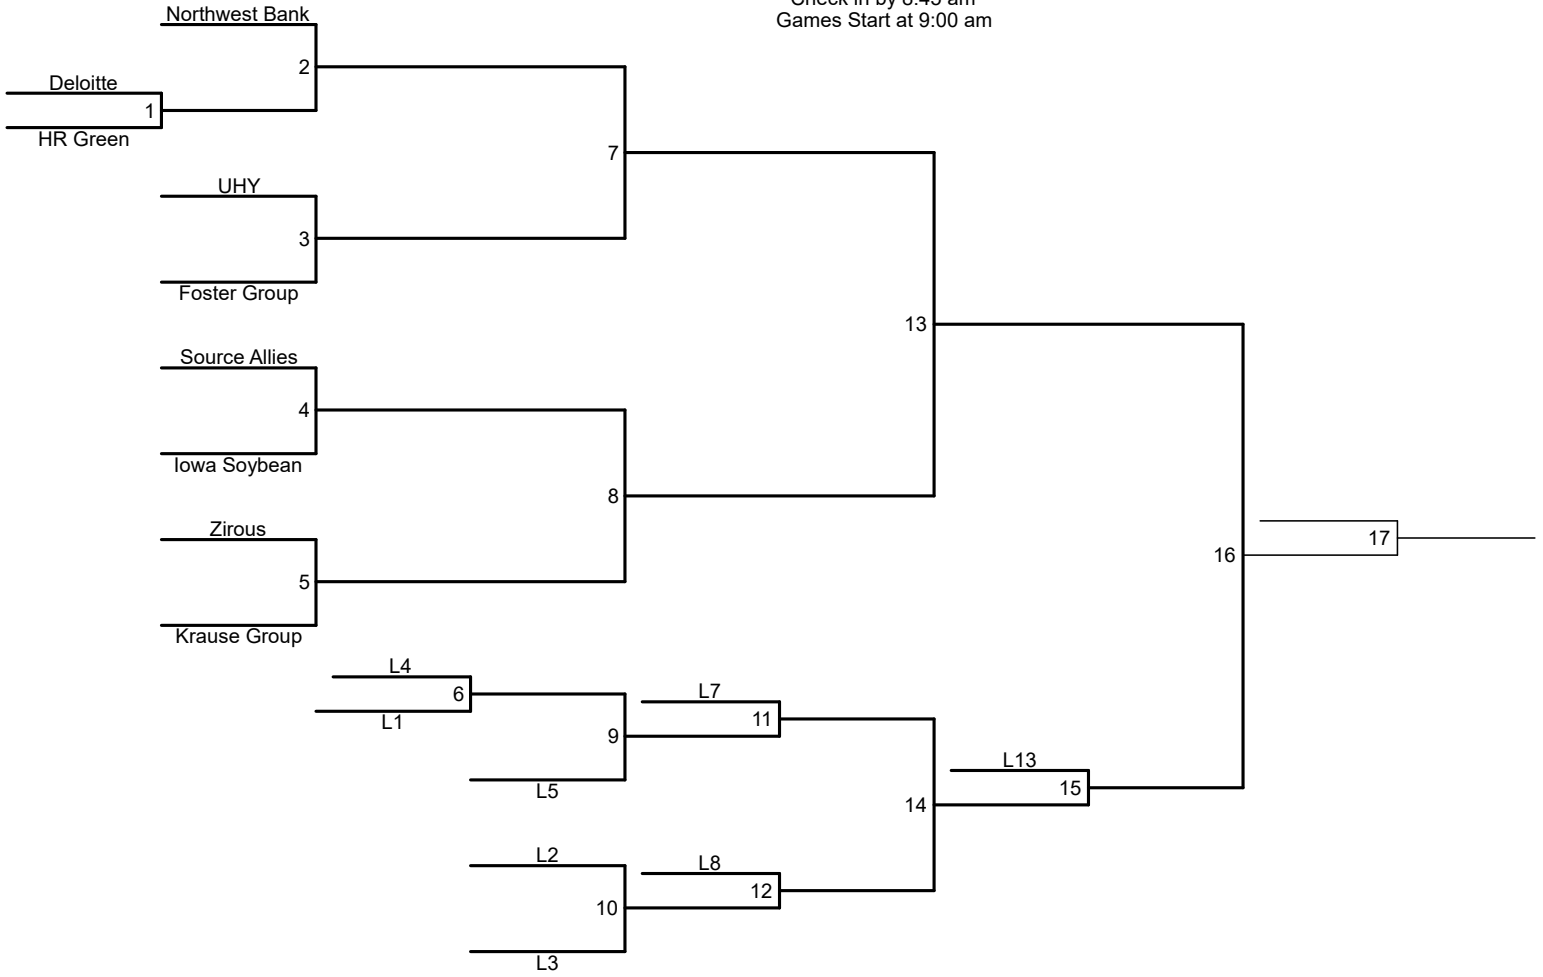 Games Start at 9:00 am
Northwest Bank
2
Deloitte
1
HR Green
7
UHY
3
Foster Group
13
Source Allies
4
Iowa Soybean
8
Zirous
17
16
5
Krause Group
L4
6
L7
L1
11
9
L13
L5
15
14
L2
L8
12
10
L3